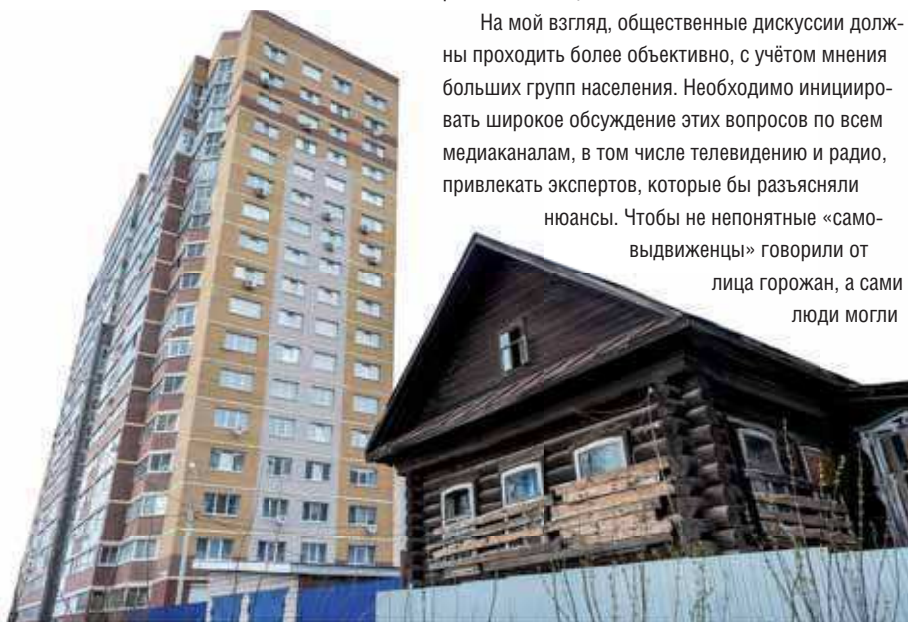 На мой взгляд, общественные дискуссии долж-
ны проходить более объективно, с учётом мнения
больших групп населения. Необходимо иницииро-
вать широкое обсуждение этих вопросов по всем
медиаканалам, в том числе телевидению и радио,
привлекать экспертов, которые бы разъясняли
нюансы. Чтобы не непонятные «само-
выдвиженцы» говорили от
лица горожан, а сами
люди могли